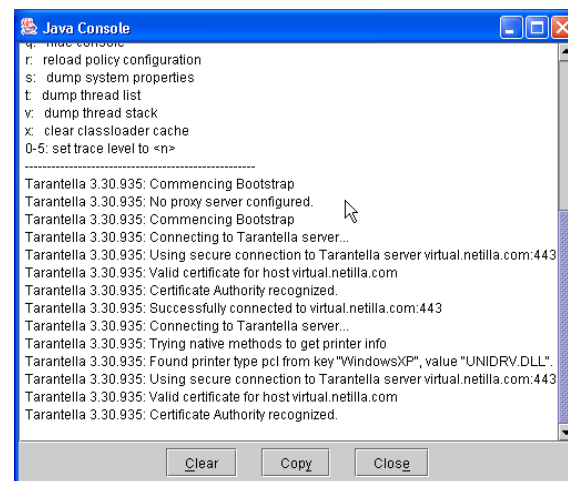 Java Console
q: hide console
r: reload policy configuration
s: dump system properties
t: dump thread list
v: dump thread stack
x: clear classloader cache
0-5: set trace level to <n>
----------------------------------------------------
Tarantella 3.30.935: Commencing Bootstrap
Tarantella 3.30.935: No proxy server configured.
Tarantella 3.30.935: Commencing Bootstrap
Tarantella 3.30.935: Connecting to Tarantella server...
Tarantella 3.30.935: Using secure connection to Tarantella server virtual.netilla.com:443
Tarantella 3.30.935: Valid certificate for host virtual.netilla.com
Tarantella 3.30.935: Certificate Authority recognized.
Tarantella 3.30.935: Successfully connected to virtual.netilla.com:443
Tarantella 3.30.935: Connecting to Tarantella server...
Tarantella 3.30.935: Trying native methods to get printer info
Tarantella 3.30.935: Found printer type pcl from key "WindowsXP", value "UNIDRV.DLL".
Tarantella 3.30.935: Using secure connection to Tarantella server virtual.netilla.com:443
Tarantella 3.30.935: Valid certificate for host virtual.netilla.com
Tarantella 3.30.935: Certificate Authority recognized.
Clear Copy Close